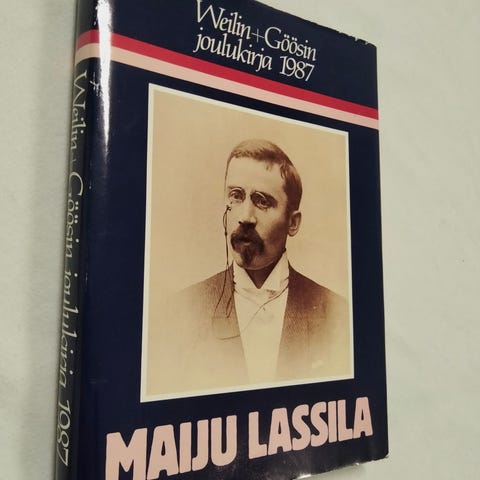 Weilin+Göösin
joulukirja 1987
MAIJU LASSILA
Weilin+Göösin joulukirja 1987